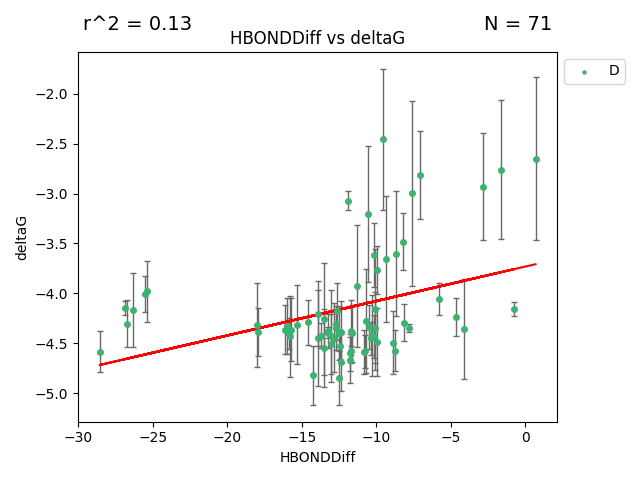 r^2 = 0.13
N = 71
HBONDDiff vs deltaG
D
−2.0
−2.5
−3.0
−3.5
−4.0
−4.5
−5.0
deltaG
−30
−25
−20
−15
−10
−5
0
HBONDDiff